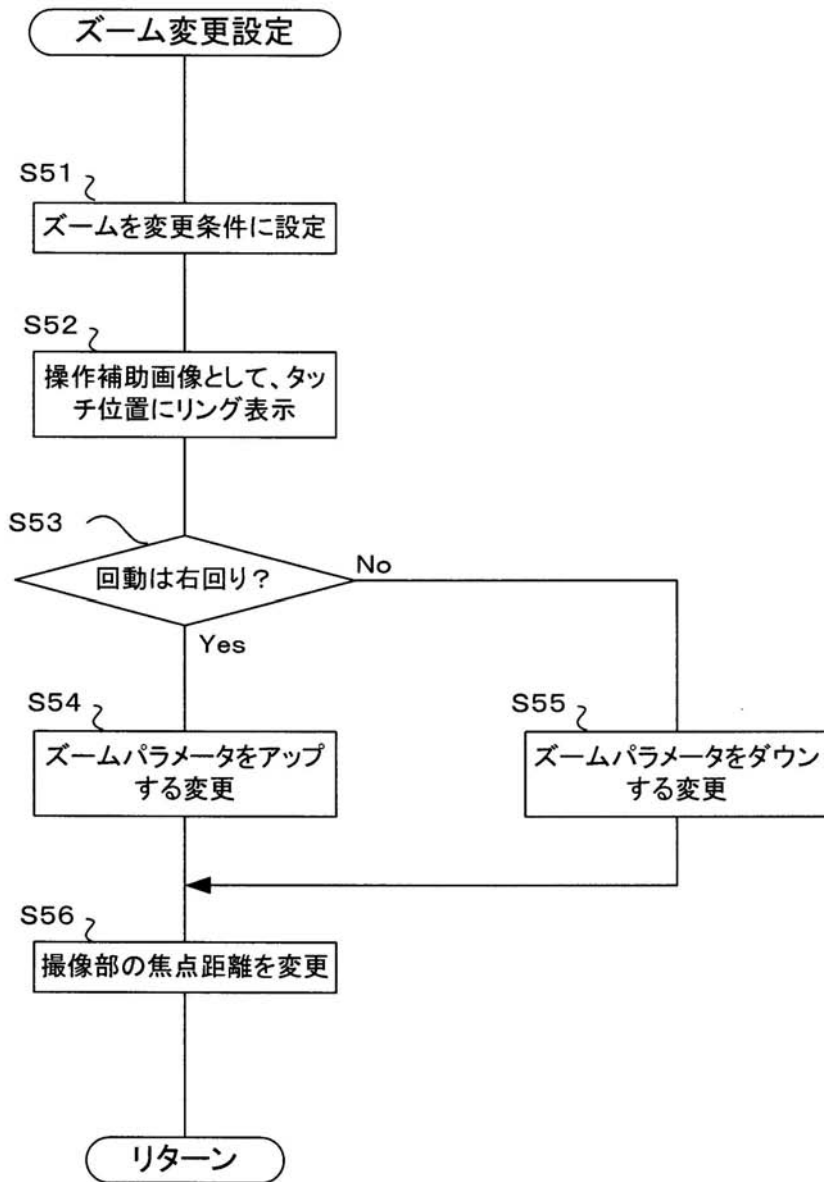 ズーム変更設定
S51
ズームを変更条件に設定
S52
操作補助画像として、タッ
チ位置にリング表示
S53
回動は右回り？
No
Yes
S54
ズームパラメータをアップ
する変更
S55
ズームパラメータをダウン
する変更
S56
撮像部の焦点距離を変更
リターン